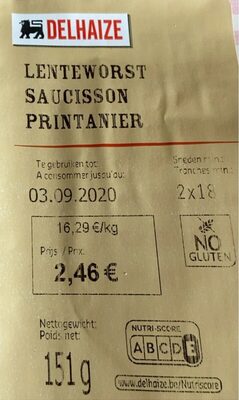 DELHAIZE
LENTEWORST
SAUCISSON
PRINTANIER
Te gebruiken tot:
A consommer jusqu'au:
03.09.2020
Sneden min.:
Tranches min.:
2x18
16,29 €/kg
Prijs / Prix:
2,46 €
NO
GLUTEN
Nettogewicht:
Poids net:
151g
NUTRI-SCORE
A B C D E
www.delhaize.be/Nutriscore